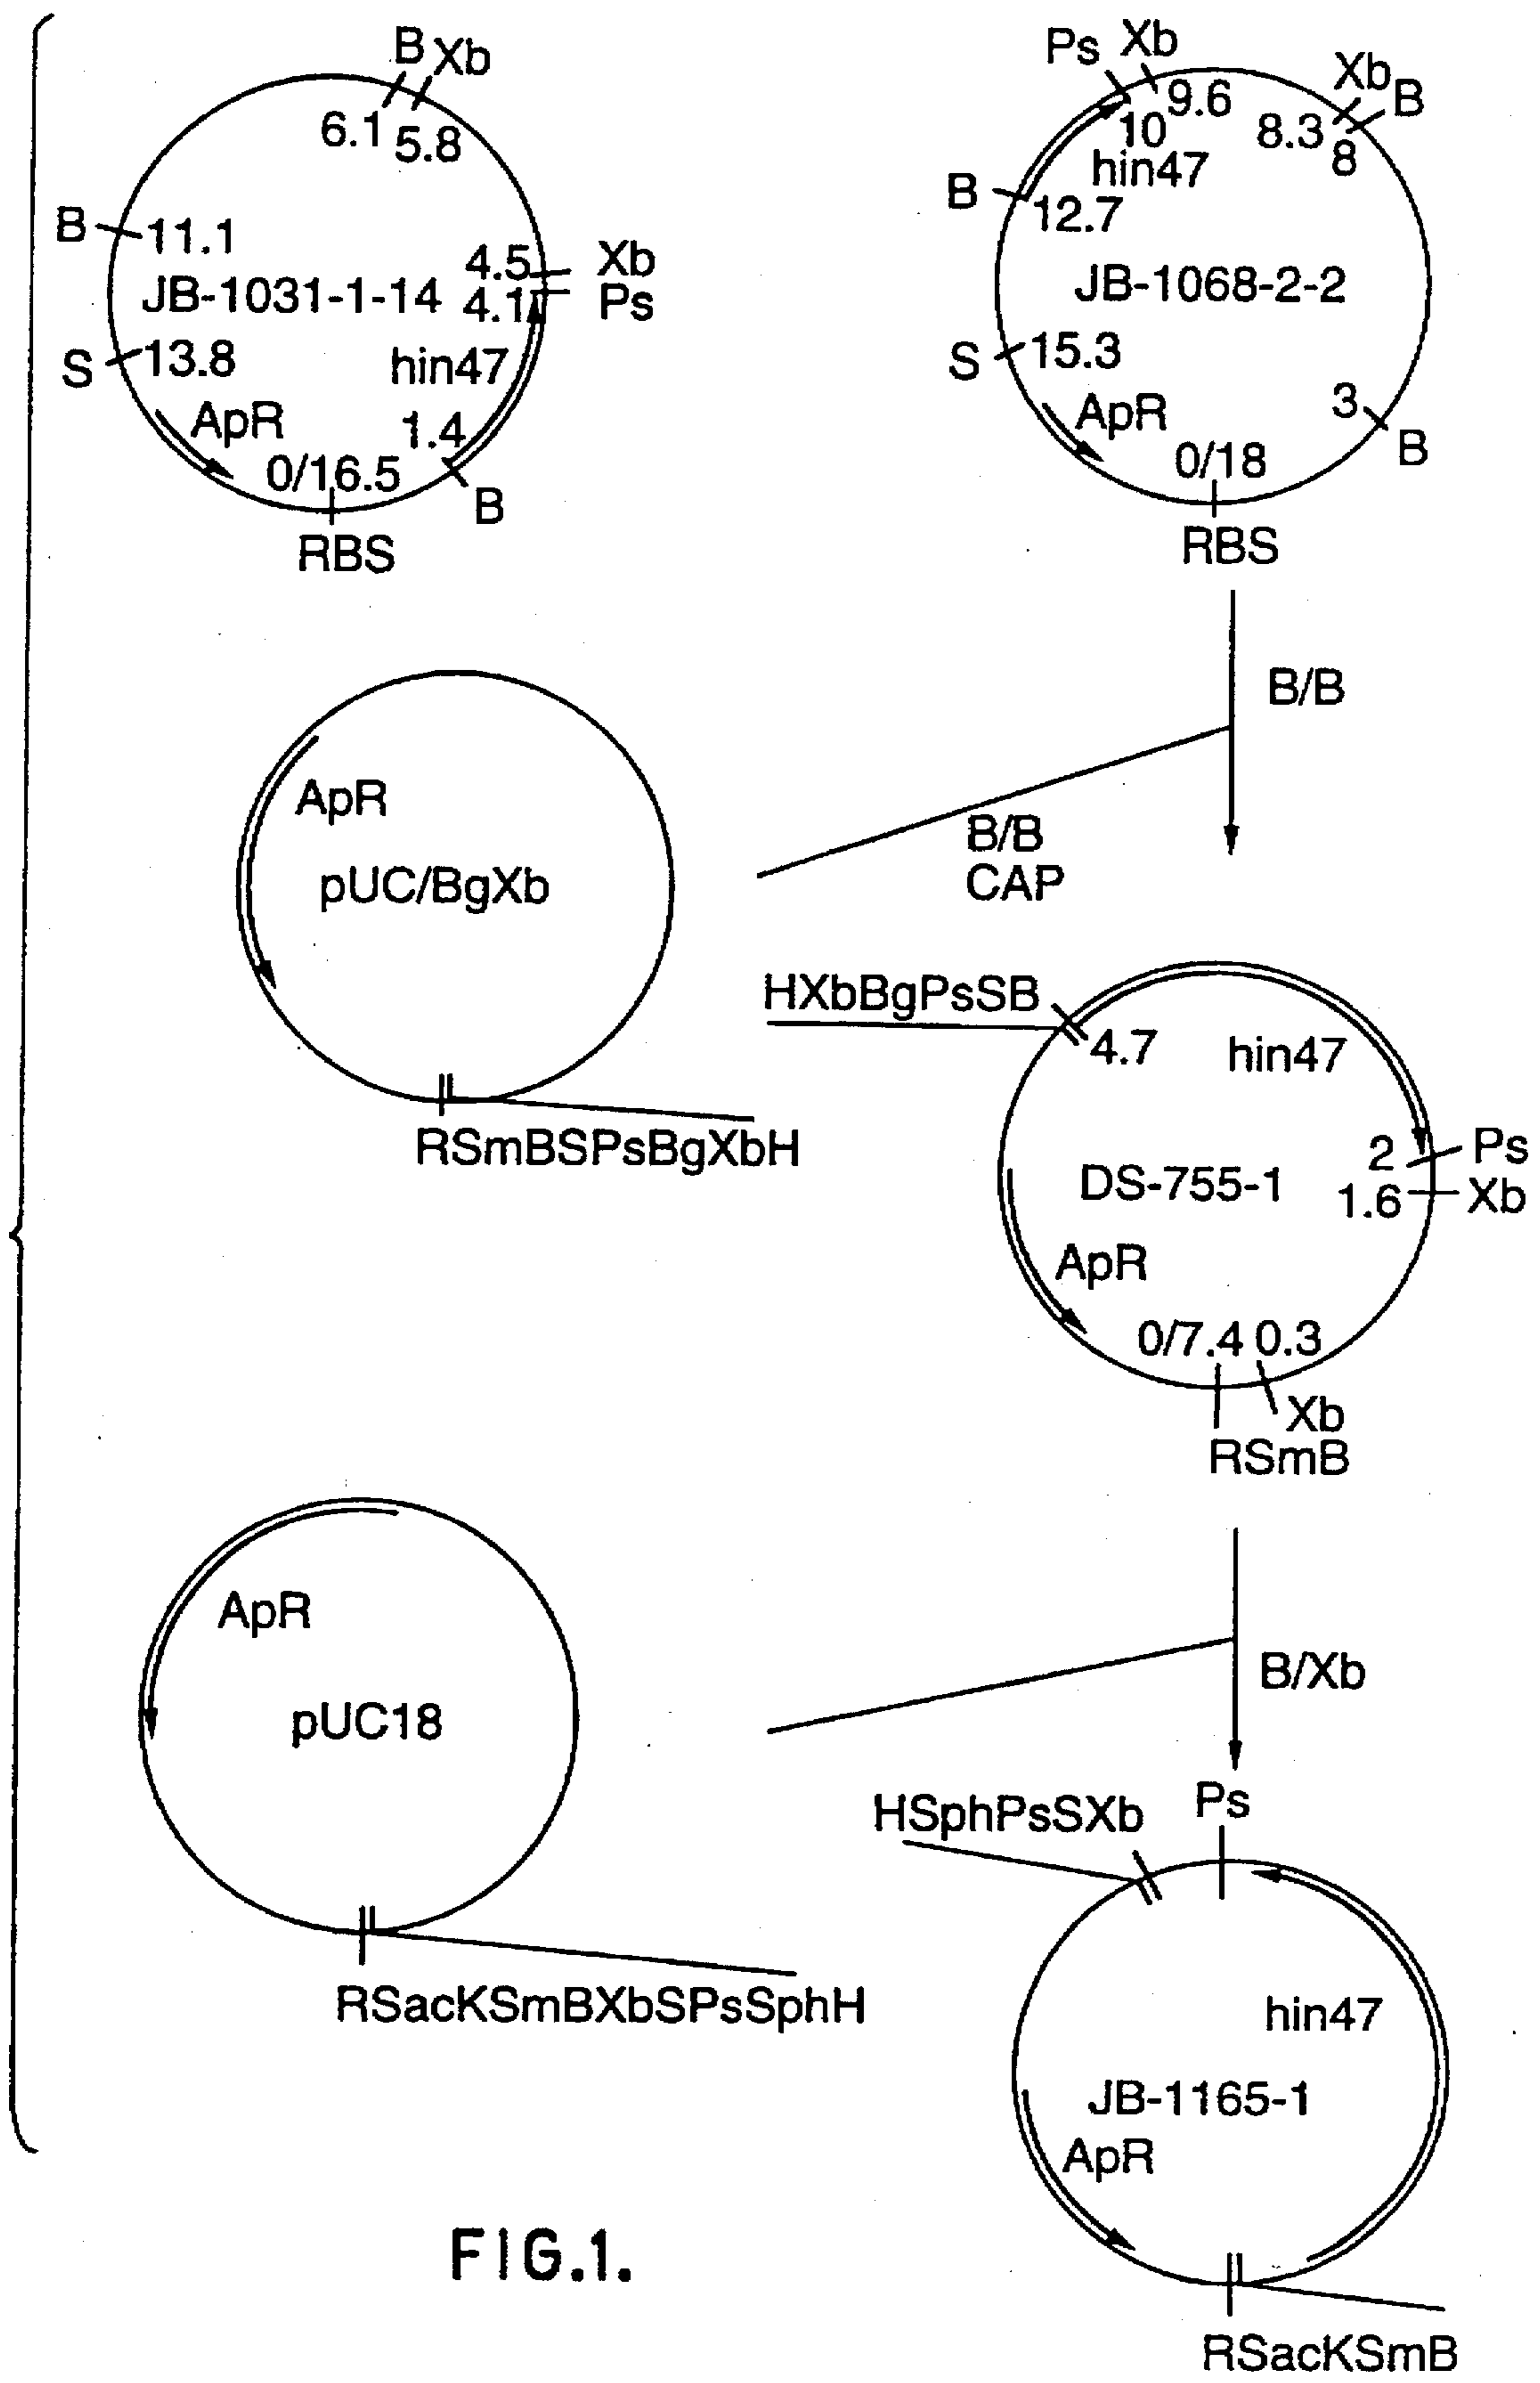 B Xb
6.1 5.8
B 11.1
4.5 Xb
JB-1031-1-14
4.1 Ps
S 13.8
hin47
ApR
1.4
0/16.5
B
RBS
Ps Xb
9.6
Xb B
10
8.3 8
hin47
B 12.7
JB-1068-2-2
S 15.3
ApR
3
B
0/18
RBS
B/B
ApR
pUC/BgXb
B/B
CAP
RSmBSPsBgXbH
HXbBgPsSB
4.7
hin47
2 Ps
DS-755-1
1.6 Xb
ApR
0/7.4 0.3
Xb
RSmB
ApR
pUC18
B/Xb
RSacKSmBXbSPsSphH
HSphPsSXb
Ps
hin47
JB-1165-1
ApR
RSacKSmB
FIG.1.